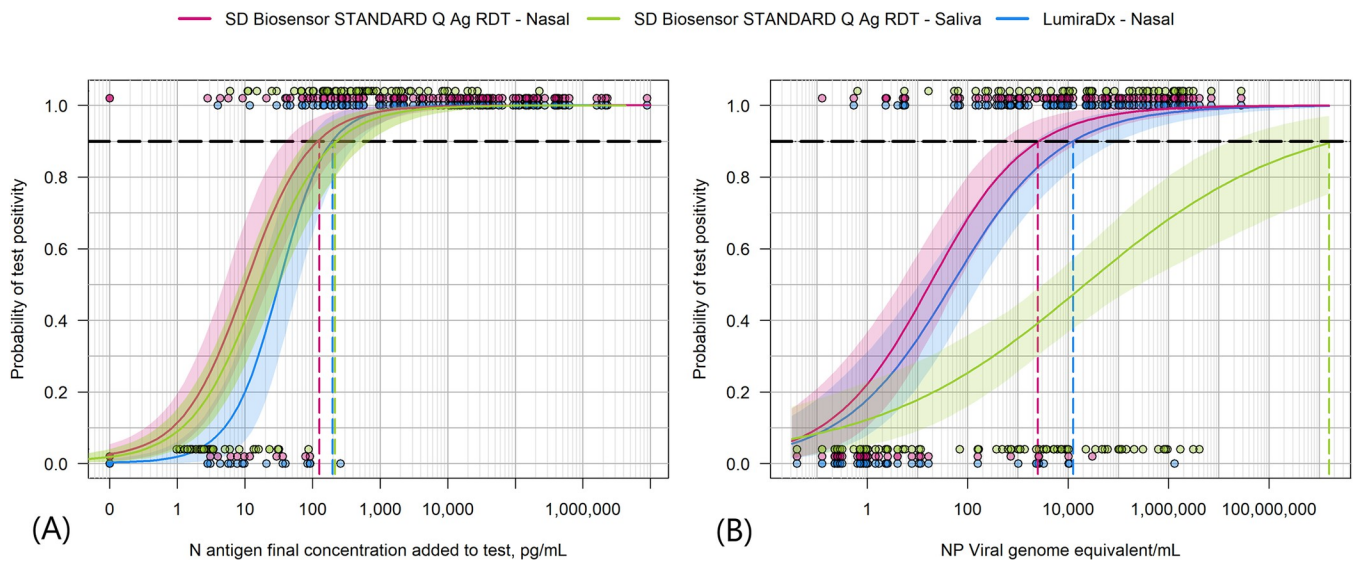 SD Biosensor STANDARD Q Ag RDT - Nasal
SD Biosensor STANDARD Q Ag RDT - Saliva
LumiraDx - Nasal
Probability of test positivity
1.0
0.8
0.6
0.4
0.2
0.0
0
1
10
100
1,000
10,000
1,000,000
N antigen final concentration added to test, pg/mL
(A)
Probability of test positivity
1.0
0.8
0.6
0.4
0.2
0.0
1
100
10,000
1,000,000
100,000,000
NP Viral genome equivalent/mL
(B)